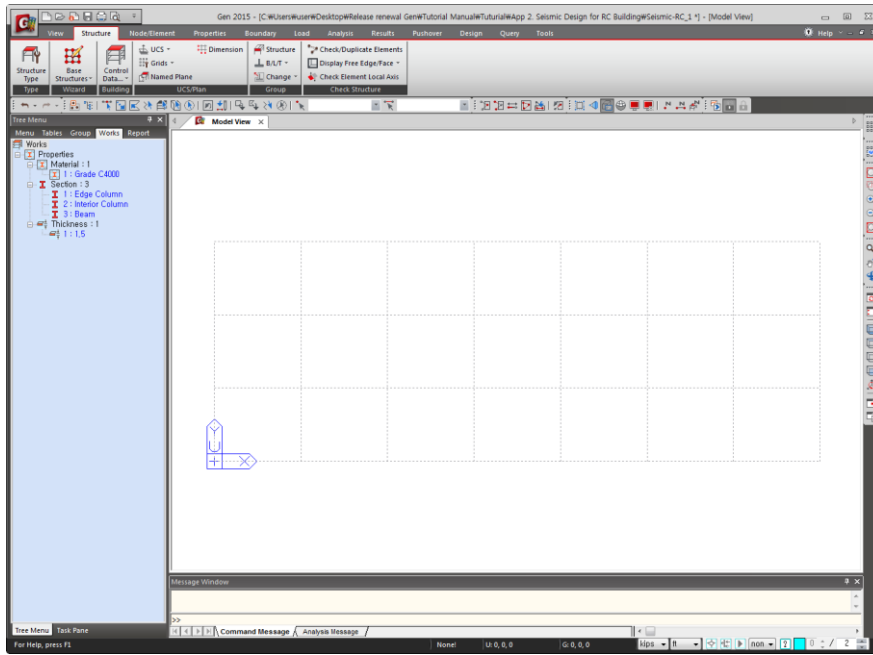 Gen 2015 - [C:₩Users₩user₩Desktop₩Release renewal Gen₩Tutorial Manual₩Tuturial₩App 2. Seismic Design for RC Building₩Seismic-RC_1 *] - [Model View]
View Structure Node/Element Properties Boundary Load Analysis Results Pushover Design Query Tools Help
Structure Type
Base Structures
Control Data...
UCS
Grids
Named Plane
Dimension
Structure
B/L/T
Change
Check/Duplicate Elements
Display Free Edge/Face
Check Element Local Axis
Type Wizard Building UCS/Plan Group Check Structure
Tree Menu
Menu Tables Group Works Report
Model View
Works
Properties
Material : 1
1 : Grade C4000
Section : 3
1 : Edge Column
2 : Interior Column
3 : Beam
Thickness : 1
1 : 1.5
Y
U
X
Message Window
>>
Command Message Analysis Message
Tree Menu Task Pane
For Help, press F1
None! U: 0, 0, 0 G: 0, 0, 0 kips ft non 0 / 2